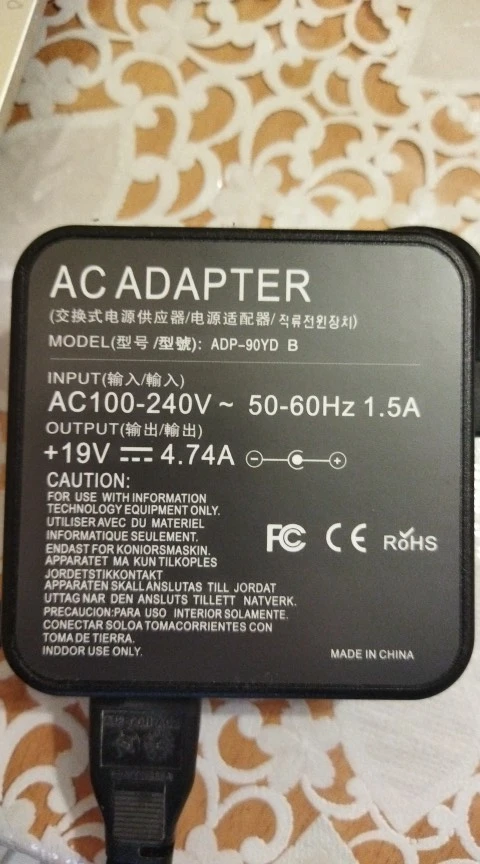 AC ADAPTER
(交换式电源供应器/电源适配器/직류전원장치)
MODEL(型号/型號): ADP-90YD B
INPUT(输入/輸入)
AC100-240V~ 50-60Hz 1.5A
OUTPUT(输出/輸出)
+19V ⎓ 4.74A
CAUTION:
FOR USE WITH INFORMATION
TECHNOLOGY EQUIPMENT ONLY.
UTILISER AVEC DU MATERIEL
INFORMATIQUE SEULEMENT.
ENDAST FOR KONIORSMASKIN.
APPARATET MA KUN TILKOPLES
JORDETSTIKKONTAKT
APPARATEN SKALL ANSLUTAS TILL JORDAT
UTTAG NAR DEN ANSLUTS TILLETT NATVERK.
PRECAUCION:PARA USO INTERIOR SOLAMENTE.
CONECTAR SOLOA TOMACORRIENTES CON
TOMA DE TIERRA.
INDDOR USE ONLY.
FC CE RoHS
MADE IN CHINA